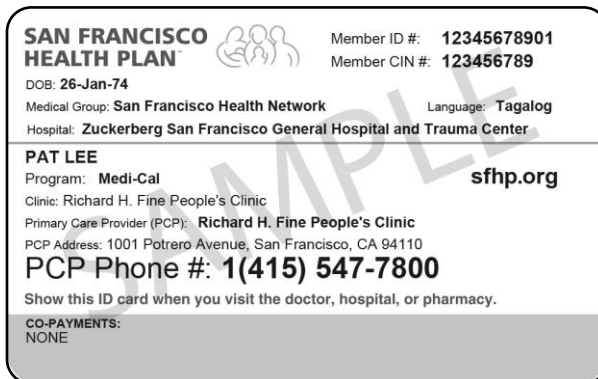 SAN FRANCISCO
HEALTH PLAN™
Member ID #: 12345678901
Member CIN #: 123456789
DOB: 26-Jan-74
Medical Group: San Francisco Health Network Language: Tagalog
Hospital: Zuckerberg San Francisco General Hospital and Trauma Center
PAT LEE
Program: Medi-Cal sfhp.org
Clinic: Richard H. Fine People's Clinic
Primary Care Provider (PCP): Richard H. Fine People's Clinic
PCP Address: 1001 Potrero Avenue, San Francisco, CA 94110
PCP Phone #: 1(415) 547-7800
Show this ID card when you visit the doctor, hospital, or pharmacy.
CO-PAYMENTS:
NONE
SAMPLE